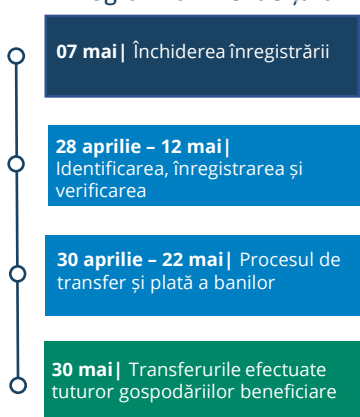 07 mai| Închiderea înregistrării
28 aprilie – 12 mai|
Identificarea, înregistrarea și
verificarea
30 aprilie – 22 mai| Procesul de
transfer și plată a banilor
30 mai| Transferurile efectuate
tuturor gospodăriilor beneficiare